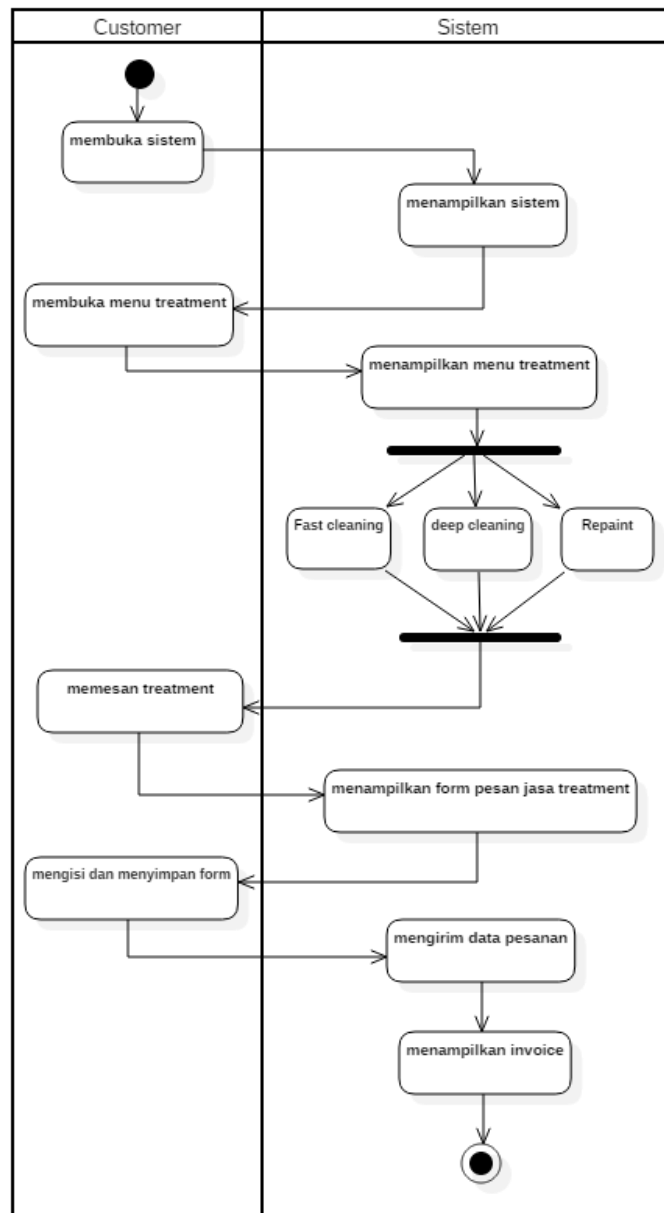 Customer
Sistem
membuka sistem
menampilkan sistem
membuka menu treatment
menampilkan menu treatment
Fast cleaning
deep cleaning
Repaint
memesan treatment
menampilkan form pesan jasa treatment
mengisi dan menyimpan form
mengirim data pesanan
menampilkan invoice